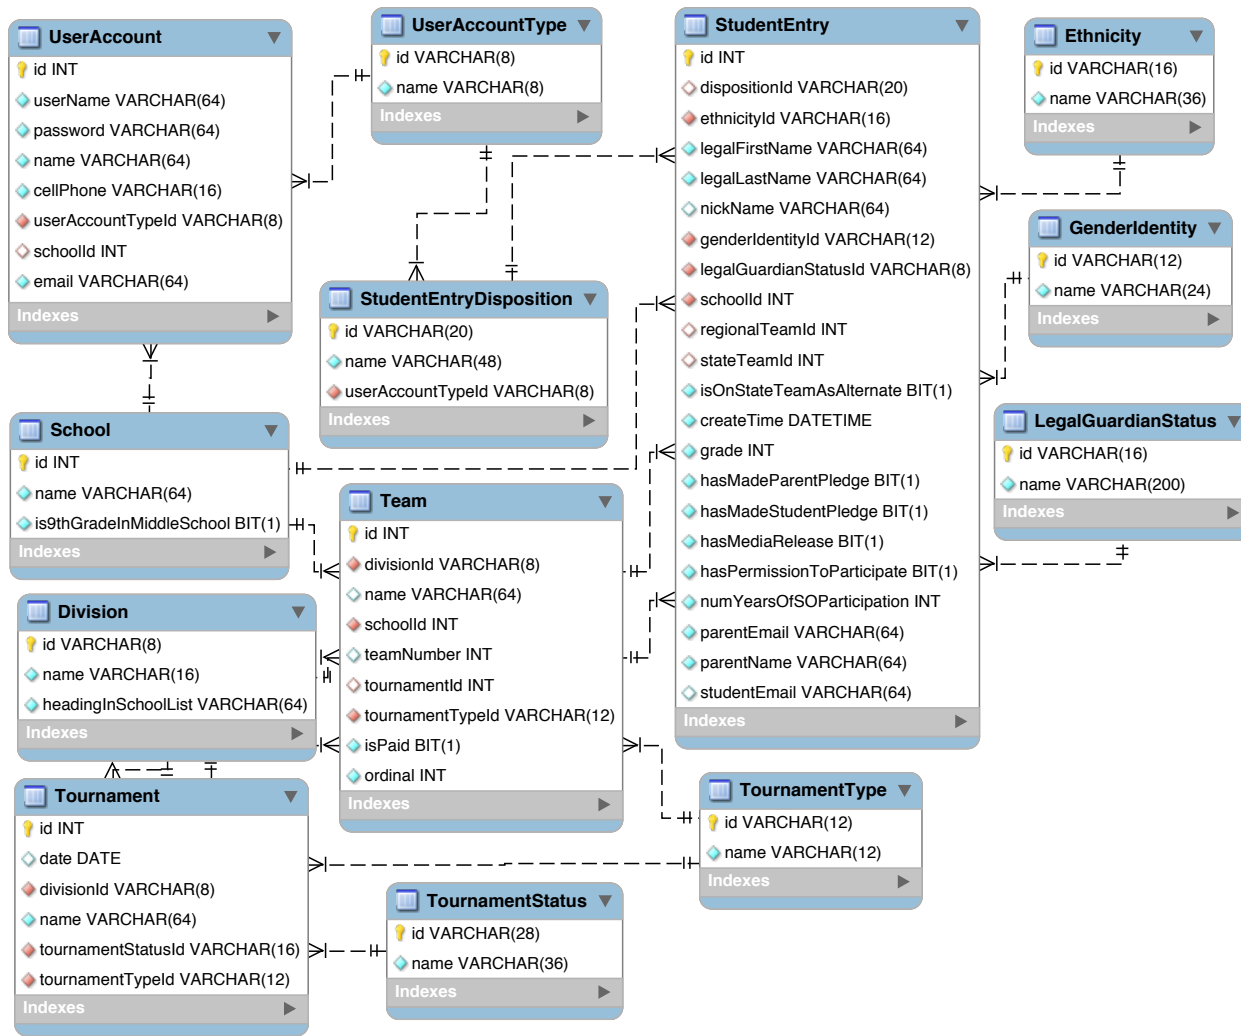 UserAccount
id INT
userName VARCHAR(64)
password VARCHAR(64)
name VARCHAR(64)
cellPhone VARCHAR(16)
userAccountTypeId VARCHAR(8)
schoolId INT
email VARCHAR(64)
Indexes
UserAccountType
id VARCHAR(8)
name VARCHAR(8)
Indexes
StudentEntry
id INT
dispositionId VARCHAR(20)
ethnicityId VARCHAR(16)
legalFirstName VARCHAR(64)
legalLastName VARCHAR(64)
nickName VARCHAR(64)
genderIdentityId VARCHAR(12)
legalGuardianStatusId VARCHAR(8)
schoolId INT
regionalTeamId INT
stateTeamId INT
isOnStateTeamAsAlternate BIT(1)
createTime DATETIME
grade INT
hasMadeParentPledge BIT(1)
hasMadeStudentPledge BIT(1)
hasMediaRelease BIT(1)
hasPermissionToParticipate BIT(1)
numYearsOfSOParticipation INT
parentEmail VARCHAR(64)
parentName VARCHAR(64)
studentEmail VARCHAR(64)
Indexes
Ethnicity
id VARCHAR(16)
name VARCHAR(36)
Indexes
GenderIdentity
id VARCHAR(12)
name VARCHAR(24)
Indexes
StudentEntryDisposition
id VARCHAR(20)
name VARCHAR(48)
userAccountTypeId VARCHAR(8)
Indexes
School
id INT
name VARCHAR(64)
is9thGradeInMiddleSchool BIT(1)
Indexes
LegalGuardianStatus
id VARCHAR(16)
name VARCHAR(200)
Indexes
Team
id INT
divisionId VARCHAR(8)
name VARCHAR(64)
schoolId INT
teamNumber INT
tournamentId INT
tournamentTypeId VARCHAR(12)
isPaid BIT(1)
ordinal INT
Indexes
Division
id VARCHAR(8)
name VARCHAR(16)
headingInSchoolList VARCHAR(64)
Indexes
Tournament
id INT
date DATE
divisionId VARCHAR(8)
name VARCHAR(64)
tournamentStatusId VARCHAR(16)
tournamentTypeId VARCHAR(12)
Indexes
TournamentType
id VARCHAR(12)
name VARCHAR(12)
Indexes
TournamentStatus
id VARCHAR(28)
name VARCHAR(36)
Indexes